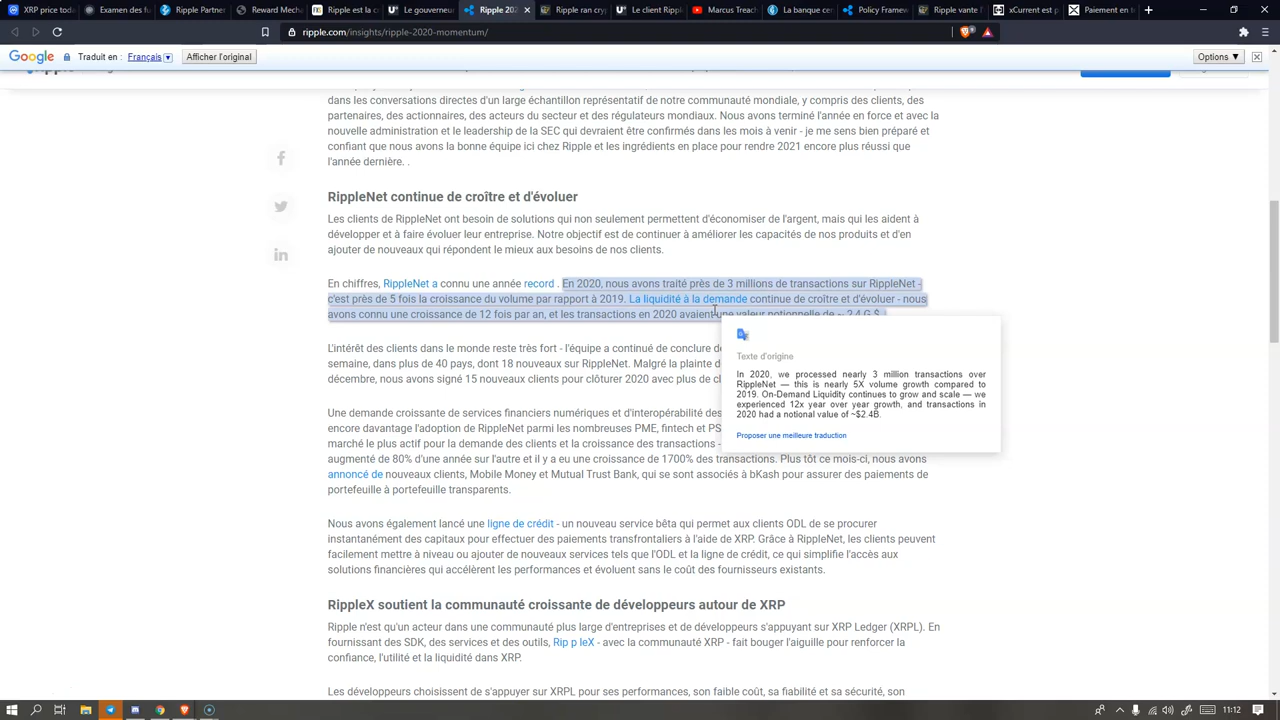 XRP price toda
Examen des fu
Ripple Partner
Reward Mecha
Ripple est la c
Le gouverneu
Ripple 202
Ripple ran cry
Le client Rippl
Marcus Treach
La banque cen
Policy Framew
Ripple vante l
xCurrent est p
Paiement en te
ripple.com/insights/ripple-2020-momentum/
Google Traduit en : Français Afficher l'original Options ▼
dans les conversations directes d'un large échantillon représentatif de notre communauté mondiale, y compris des clients, des
partenaires, des actionnaires, des acteurs du secteur et des régulateurs mondiaux. Nous avons terminé l'année en force et avec la
nouvelle administration et le leadership de la SEC qui devraient être confirmés dans les mois à venir - je me sens bien préparé et
confiant que nous avons la bonne équipe ici chez Ripple et les ingrédients en place pour rendre 2021 encore plus réussi que
l'année dernière. .
RippleNet continue de croître et d'évoluer
Les clients de RippleNet ont besoin de solutions qui non seulement permettent d'économiser de l'argent, mais qui les aident à
développer et à faire évoluer leur entreprise. Notre objectif est de continuer à améliorer les capacités de nos produits et d'en
ajouter de nouveaux qui répondent le mieux aux besoins de nos clients.
En chiffres, RippleNet a connu une année record . En 2020, nous avons traité près de 3 millions de transactions sur RippleNet -
c'est près de 5 fois la croissance du volume par rapport à 2019. La liquidité à la demande continue de croître et d'évoluer - nous
avons connu une croissance de 12 fois par an, et les transactions en 2020 avaient une valeur notionnelle de ~ 2,4 G $.
L'intérêt des clients dans le monde reste très fort - l'équipe a continué de conclure de
semaine, dans plus de 40 pays, dont 18 nouveaux sur RippleNet. Malgré la plainte de
décembre, nous avons signé 15 nouveaux clients pour clôturer 2020 avec plus de cl
Texte d'origine
In 2020, we processed nearly 3 million transactions over
RippleNet — this is nearly 5X volume growth compared to
2019. On-Demand Liquidity continues to grow and scale — we
experienced 12x year over year growth, and transactions in
2020 had a notional value of ~$2.4B.
Proposer une meilleure traduction
Une demande croissante de services financiers numériques et d'interopérabilité des
encore davantage l'adoption de RippleNet parmi les nombreuses PME, fintech et PS
marché le plus actif pour la demande des clients et la croissance des transactions -
augmenté de 80% d'une année sur l'autre et il y a eu une croissance de 1700% des transactions. Plus tôt ce mois-ci, nous avons
annoncé de nouveaux clients, Mobile Money et Mutual Trust Bank, qui se sont associés à bKash pour assurer des paiements de
portefeuille à portefeuille transparents.
Nous avons également lancé une ligne de crédit - un nouveau service bêta qui permet aux clients ODL de se procurer
instantanément des capitaux pour effectuer des paiements transfrontaliers à l'aide de XRP. Grâce à RippleNet, les clients peuvent
facilement mettre à niveau ou ajouter de nouveaux services tels que l'ODL et la ligne de crédit, ce qui simplifie l'accès aux
solutions financières qui accélèrent les performances et évoluent sans le coût des fournisseurs existants.
RippleX soutient la communauté croissante de développeurs autour de XRP
Ripple n'est qu'un acteur dans une communauté plus large d'entreprises et de développeurs s'appuyant sur XRP Ledger (XRPL). En
fournissant des SDK, des services et des outils, Rip p leX - avec la communauté XRP - fait bouger l'aiguille pour renforcer la
confiance, l'utilité et la liquidité dans XRP.
Les développeurs choisissent de s'appuyer sur XRPL pour ses performances, son faible coût, sa fiabilité et sa sécurité, son
11:12